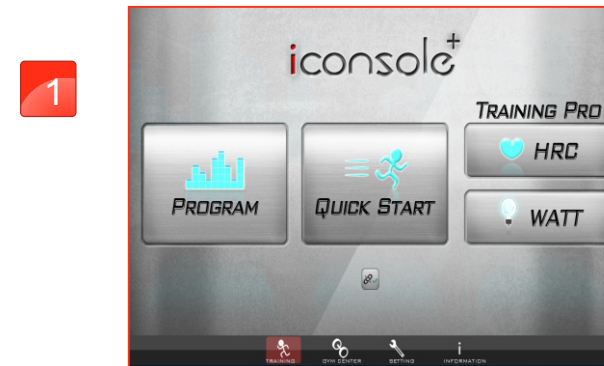 1
iconsole+
TRAINING PRO
HRC
PROGRAM
QUICK START
WATT
TRAINING
GYM CENTER
SETTING
INFORMATION